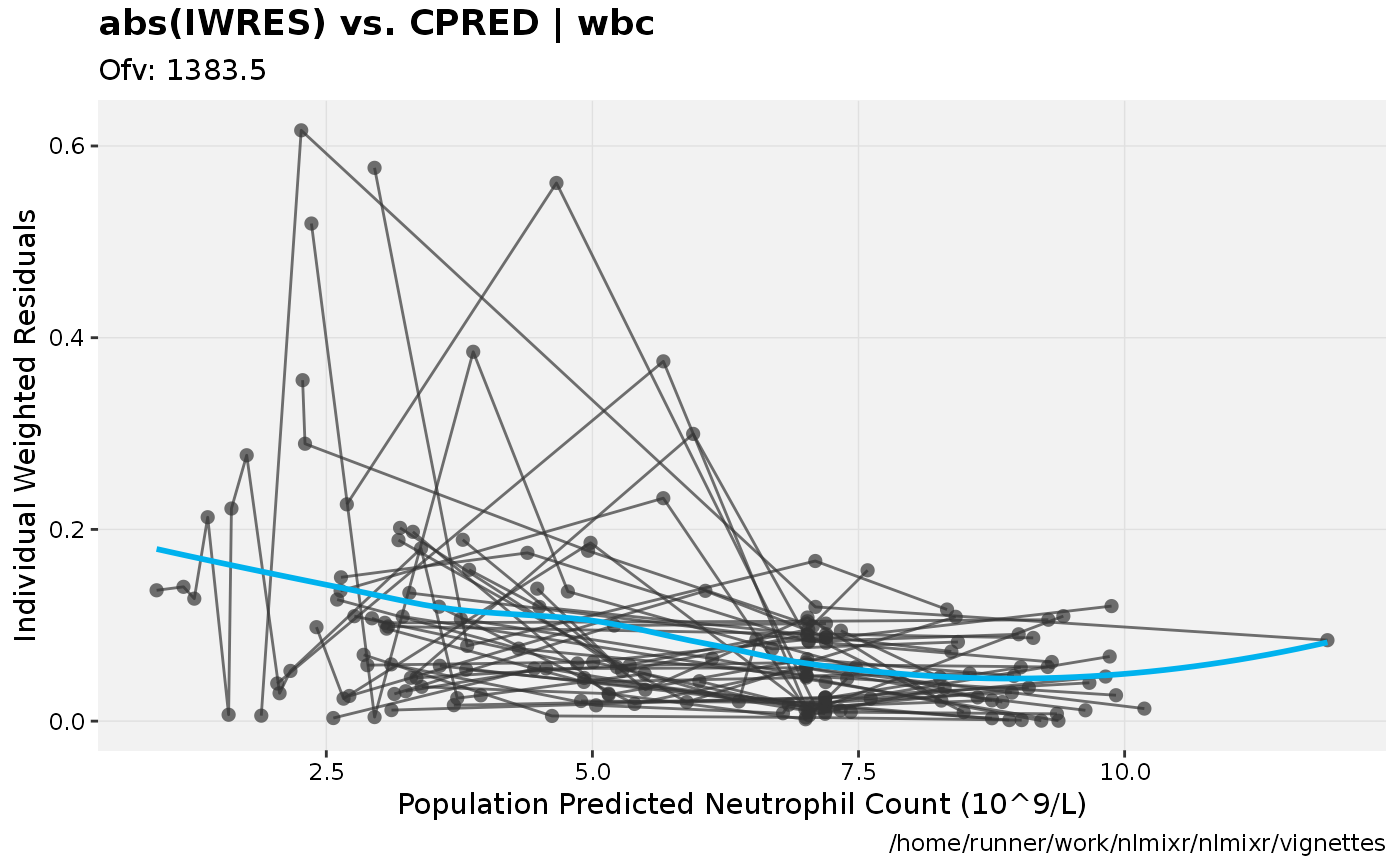 abs(IWRES) vs. CPRED | wbc
Ofv: 1383.5
Individual Weighted Residuals
0.6
0.4
0.2
0.0
2.5 5.0 7.5 10.0
Population Predicted Neutrophil Count (10^9/L)
/home/runner/work/nlmixr/nlmixr/vignettes